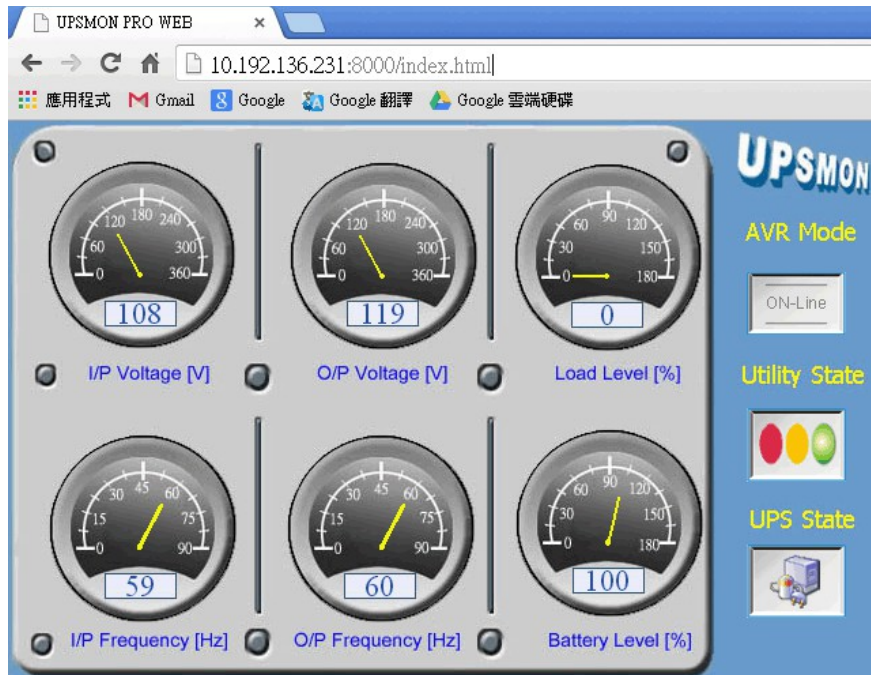 UPSMON PRO WEB
10.192.136.231:8000/index.html
應用程式 Gmail Google Google 翻譯 Google 雲端硬碟
UPSMON
AVR Mode
ON-Line
Utility State
UPS State
0 60 120 180 240 300 360
108
I/P Voltage [V]
0 60 120 180 240 300 360
119
O/P Voltage [V]
0 30 60 90 120 150 180
0
Load Level [%]
0 15 30 45 60 75 90
59
I/P Frequency [Hz]
0 15 30 45 60 75 90
60
O/P Frequency [Hz]
0 30 60 90 120 150 180
100
Battery Level [%]